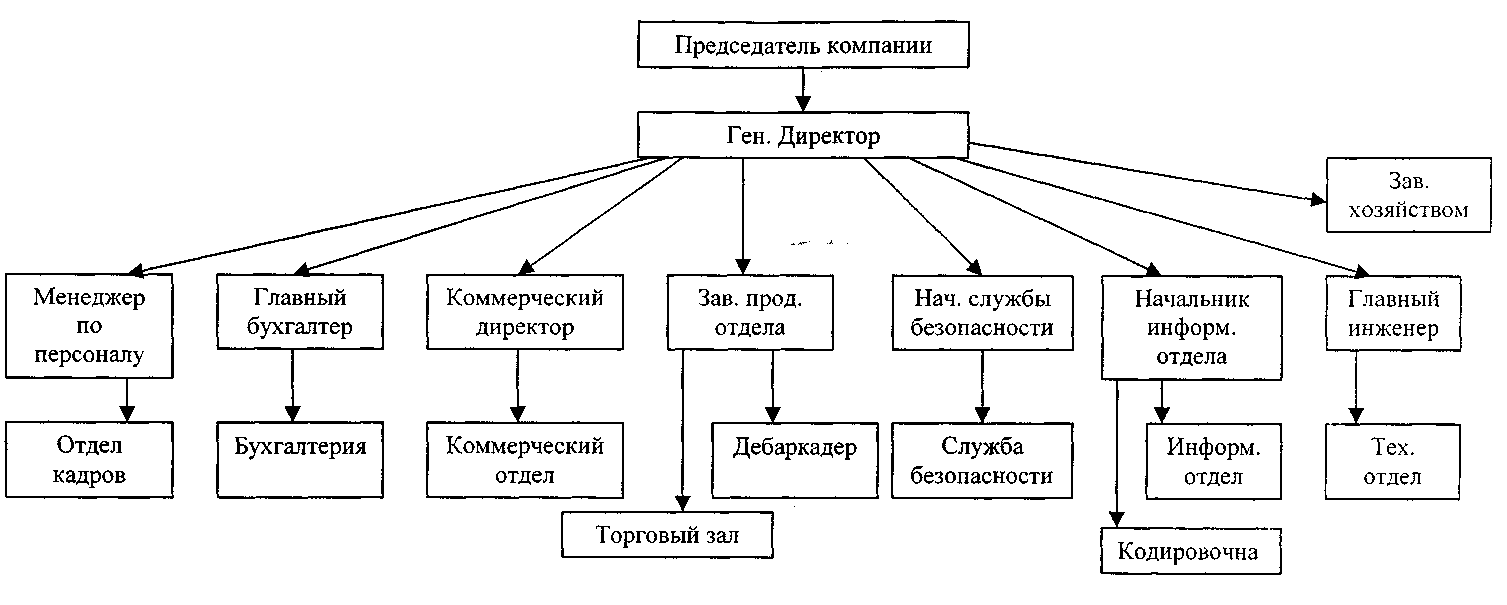 Председатель компании
Ген. Директор
Зав.
хозяйством
Менеджер
по
персоналу
Главный
бухгалтер
Коммерческий
директор
Зав. прод.
отдела
Нач. службы
безопасности
Начальник
информ.
отдела
Главный
инженер
Отдел
кадров
Бухгалтерия
Коммерческий
отдел
Дебаркадер
Служба
безопасности
Информ.
отдел
Тех.
отдел
Торговый зал
Кодировочна